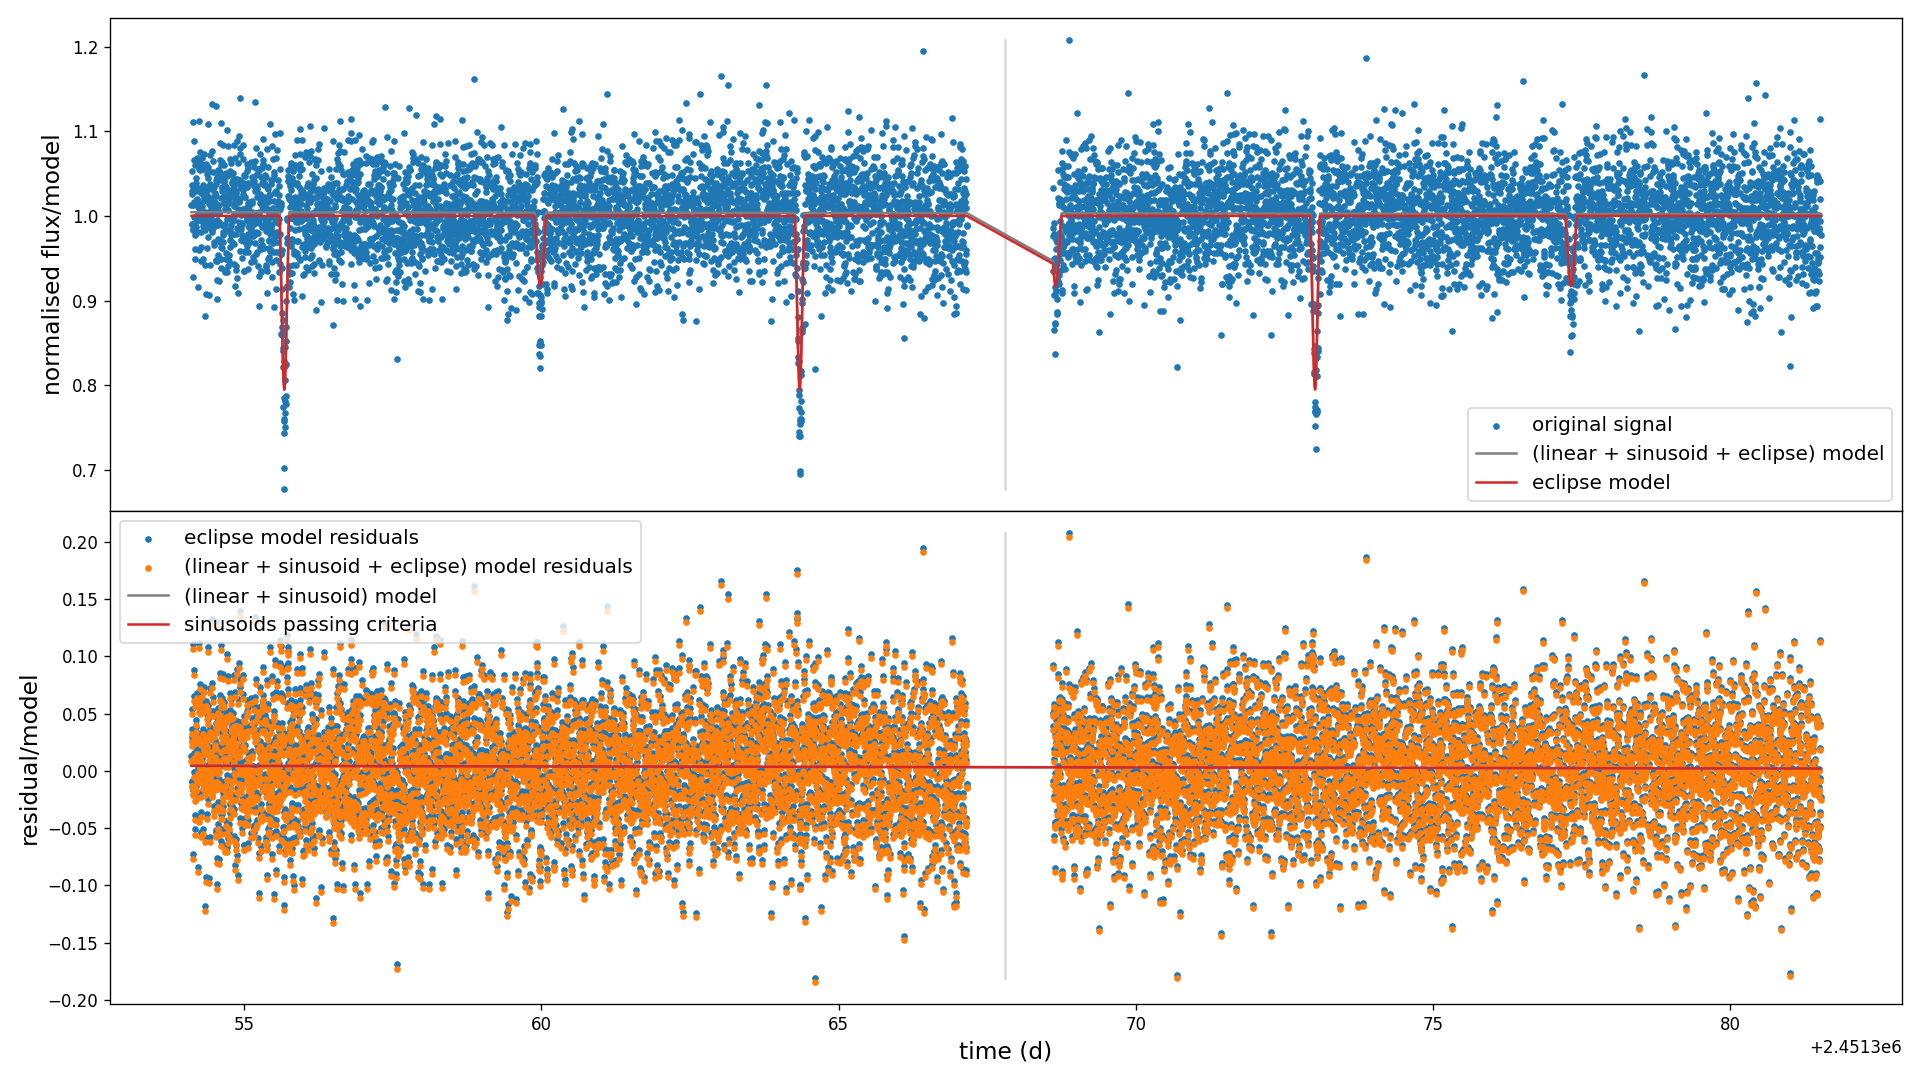 normalised flux/model
1.2
1.1
1.0
0.9
0.8
0.7
original signal
(linear + sinusoid + eclipse) model
eclipse model
residual/model
0.20
0.15
0.10
0.05
0.00
−0.05
−0.10
−0.15
−0.20
eclipse model residuals
(linear + sinusoid + eclipse) model residuals
(linear + sinusoid) model
sinusoids passing criteria
55 60 65 70 75 80
time (d)
+2.4513e6